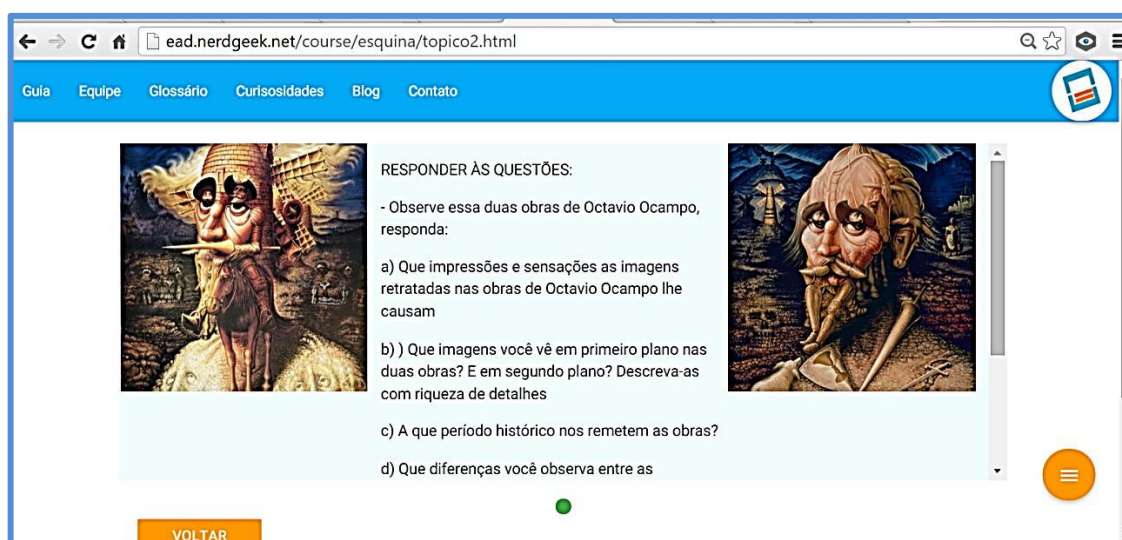 ead.nerdgeek.net/course/esquina/topico2.html
Guia Equipe Glossário Curisosidades Blog Contato
RESPONDER ÀS QUESTÕES:
- Observe essa duas obras de Octavio Ocampo,
responda:
a) Que impressões e sensações as imagens
retratadas nas obras de Octavio Ocampo lhe
causam
b) ) Que imagens você vê em primeiro plano nas
duas obras? E em segundo plano? Descreva-as
com riqueza de detalhes
c) A que período histórico nos remetem as obras?
d) Que diferenças você observa entre as
VOLTAR